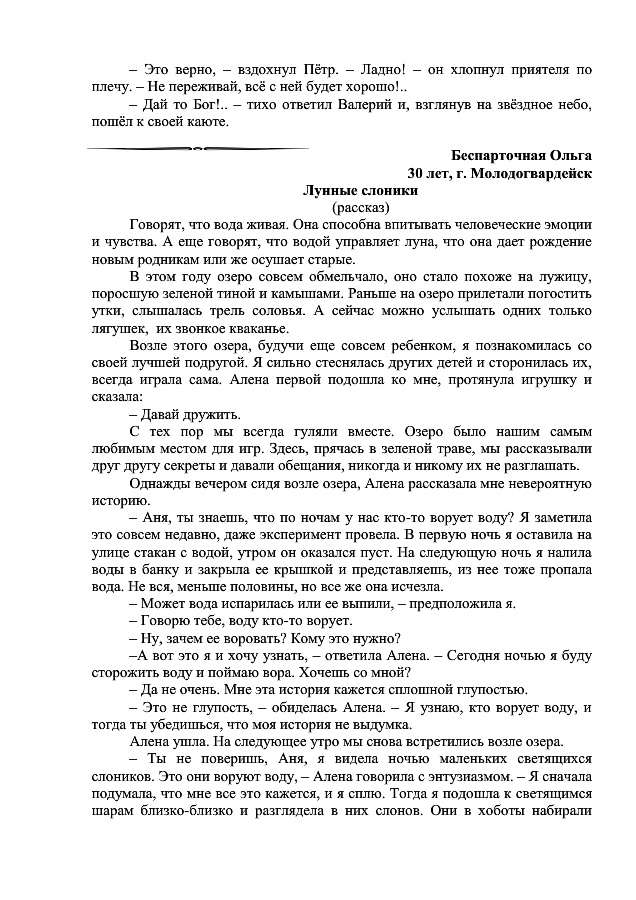 – Это верно, – вздохнул Пётр. – Ладно! – он хлопнул приятеля по
плечу. – Не переживай, всё с ней будет хорошо!..
– Дай то Бог!.. – тихо ответил Валерий и, взглянув на звёздное небо,
пошёл к своей каюте.
Беспарточная Ольга
30 лет, г. Молодогвардейск
Лунные слоники
(рассказ)
Говорят, что вода живая. Она способна впитывать человеческие эмоции
и чувства. А еще говорят, что водой управляет луна, что она дает рождение
новым родникам или же осушает старые.
В этом году озеро совсем обмельчало, оно стало похоже на лужицу,
поросшую зеленой тиной и камышами. Раньше на озеро прилетали погостить
утки, слышалась трель соловья. А сейчас можно услышать одних только
лягушек, их звонкое кваканье.
Возле этого озера, будучи еще совсем ребенком, я познакомилась со
своей лучшей подругой. Я сильно стеснялась других детей и сторонилась их,
всегда играла сама. Алена первой подошла ко мне, протянула игрушку и
сказала:
– Давай дружить.
С тех пор мы всегда гуляли вместе. Озеро было нашим самым
любимым местом для игр. Здесь, прячась в зеленой траве, мы рассказывали
друг другу секреты и давали обещания, никогда и никому их не разглашать.
Однажды вечером сидя возле озера, Алена рассказала мне невероятную
историю.
– Аня, ты знаешь, что по ночам у нас кто-то ворует воду? Я заметила
это совсем недавно, даже эксперимент провела. В первую ночь я оставила на
улице стакан с водой, утром он оказался пуст. На следующую ночь я налила
воды в банку и закрыла ее крышкой и представляешь, из нее тоже пропала
вода. Не вся, меньше половины, но все же она исчезла.
– Может вода испарилась или ее выпили, – предположила я.
– Говорю тебе, воду кто-то ворует.
– Ну, зачем ее воровать? Кому это нужно?
–А вот это я и хочу узнать, – ответила Алена. – Сегодня ночью я буду
сторожить воду и поймаю вора. Хочешь со мной?
– Да не очень. Мне эта история кажется сплошной глупостью.
– Это не глупость, – обиделась Алена. – Я узнаю, кто ворует воду, и
тогда ты убедишься, что моя история не выдумка.
Алена ушла. На следующее утро мы снова встретились возле озера.
– Ты не поверишь, Аня, я видела ночью маленьких светящихся
слоников. Это они воруют воду, – Алена говорила с энтузиазмом. – Я сначала
подумала, что мне все это кажется, и я сплю. Тогда я подошла к светящимся
шарам близко-близко и разглядела в них слонов. Они в хоботы набирали